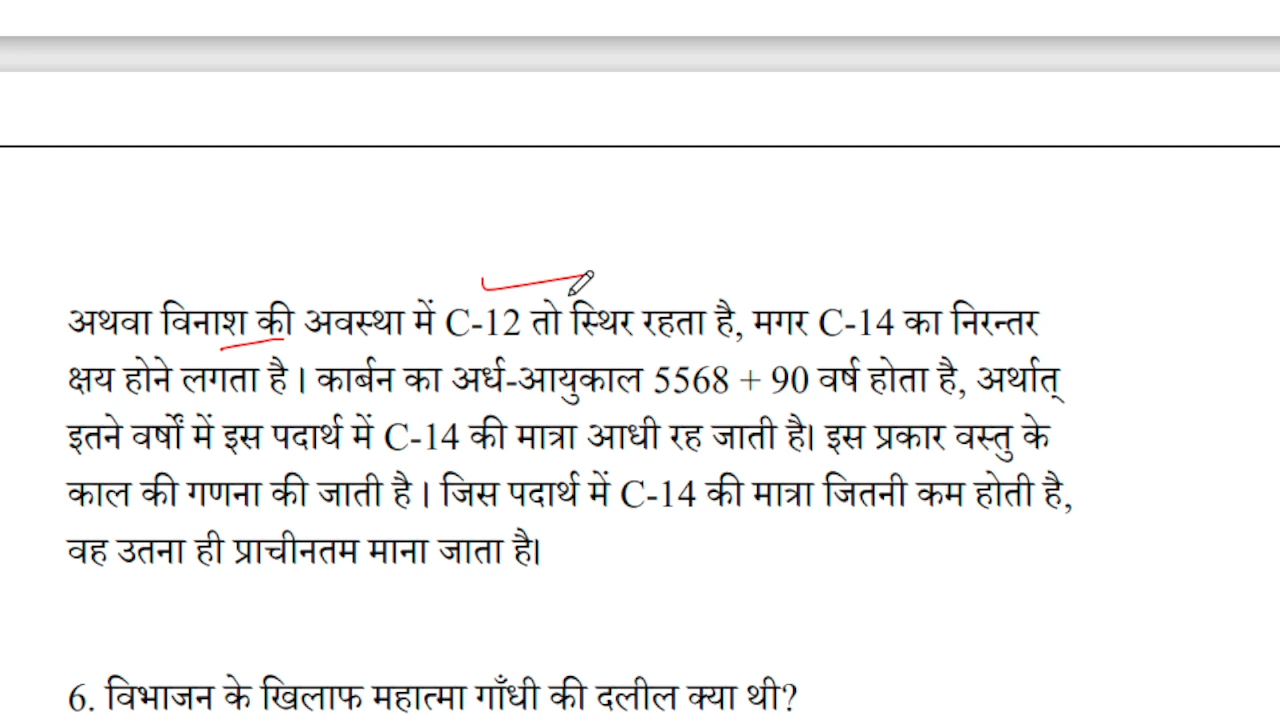 अथवा विनाश की अवस्था में C-12 तो स्थिर रहता है, मगर C-14 का निरन्तर
क्षय होने लगता है । कार्बन का अर्ध-आयुकाल 5568 + 90 वर्ष होता है, अर्थात्
इतने वर्षों में इस पदार्थ में C-14 की मात्रा आधी रह जाती है। इस प्रकार वस्तु के
काल की गणना की जाती है । जिस पदार्थ में C-14 की मात्रा जितनी कम होती है,
वह उतना ही प्राचीनतम माना जाता है।
6. विभाजन के खिलाफ महात्मा गाँधी की दलील क्या थी?